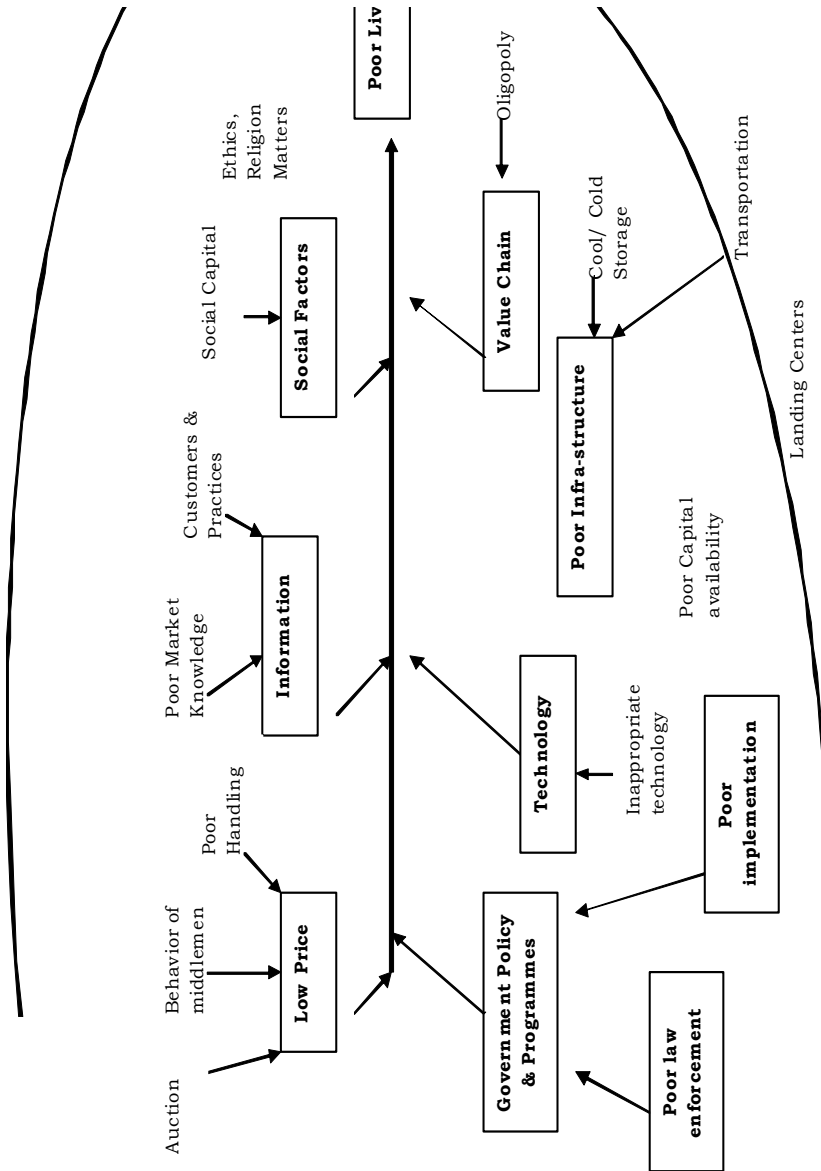 Auction
Behavior of
middlemen
Poor
Handling
Low Price
Poor Market
Knowledge
Customers &
Practices
Information
Social Capital
Ethics,
Religion
Matters
Social Factors
Poor Liv
Government Policy
& Programmes
Poor law
enforcement
Poor
implementation
Technology
Inappropriate
technology
Value Chain
Oligopoly
Poor Infra-structure
Cool/ Cold
Storage
Transportation
Poor Capital
availability
Landing Centers